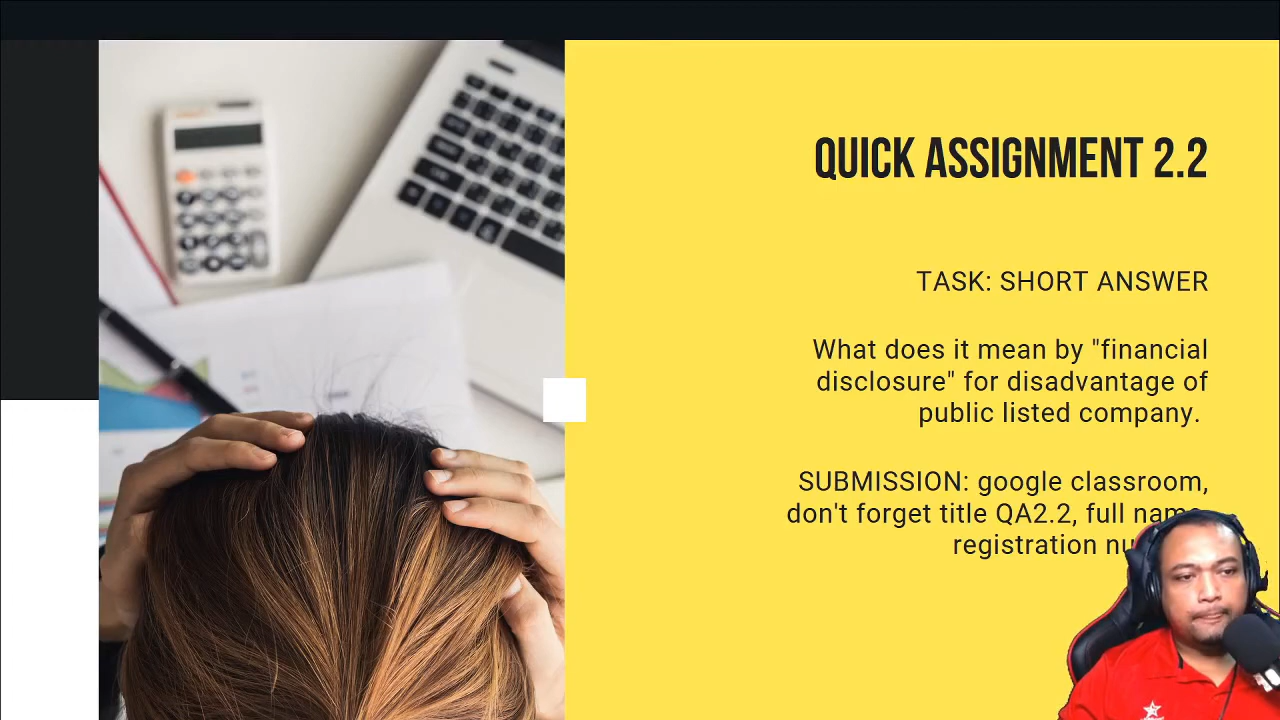 QUICK ASSIGNMENT 2.2
TASK: SHORT ANSWER
What does it mean by "financial
disclosure" for disadvantage of
public listed company.
SUBMISSION: google classroom,
don't forget title QA2.2, full
registration